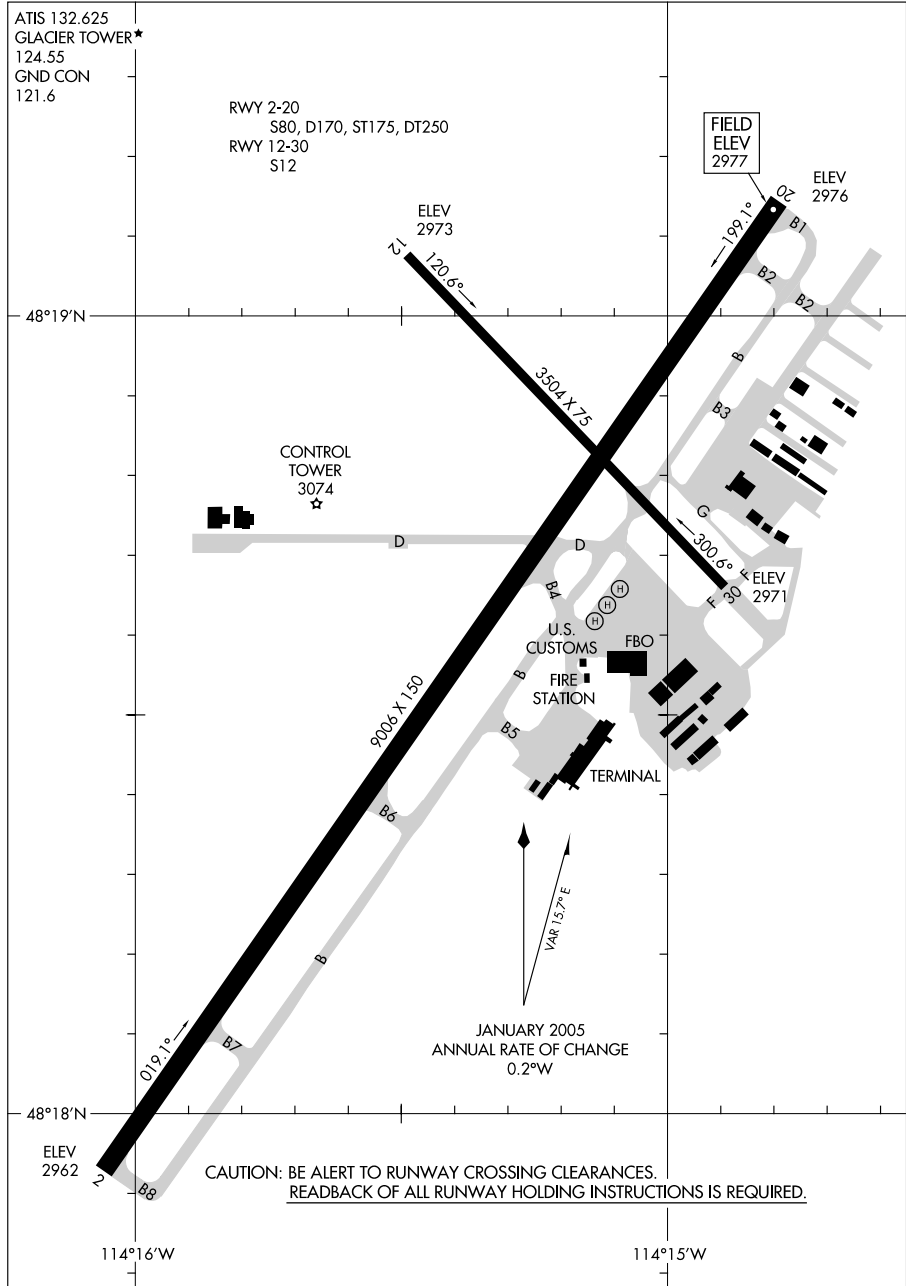 ATIS 132.625
GLACIER TOWER★
124.55
GND CON
121.6
RWY 2-20
S80, D170, ST175, DT250
RWY 12-30
S12
FIELD
ELEV
2977
ELEV
2976
20
199.1°
B1
ELEV
2973
12
120.6°
B2
B2
48°19'N
B
3504 X 75
B3
CONTROL
TOWER
3074
G
D
D
300.6°
F
ELEV
2971
F
30
B4
H
H
H
U.S.
CUSTOMS
FBO
B
FIRE
STATION
9006 X 150
B5
TERMINAL
B6
VAR 15.7° E
B
JANUARY 2005
ANNUAL RATE OF CHANGE
0.2°W
019.1°
B7
48°18'N
ELEV
2962
2
B8
CAUTION: BE ALERT TO RUNWAY CROSSING CLEARANCES.
READBACK OF ALL RUNWAY HOLDING INSTRUCTIONS IS REQUIRED.
114°16'W
114°15'W